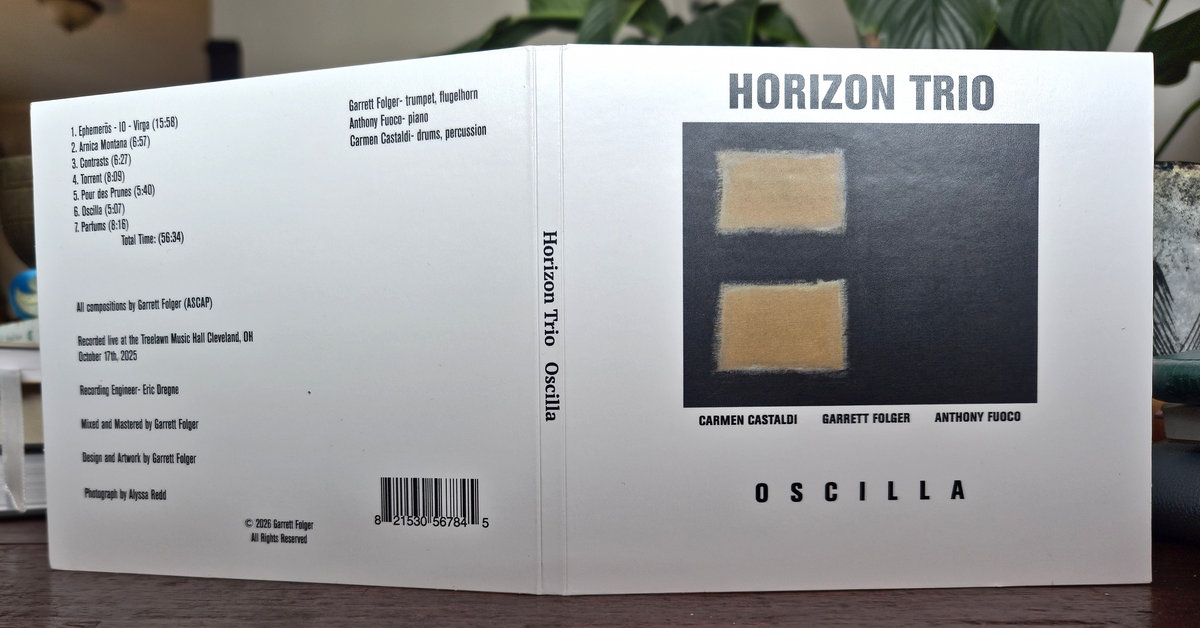 1. Ephemerōs - IO - Virga (15:58)
2. Arnica Montana (6:57)
3. Contrasts (6:27)
4. Torrent (8:09)
5. Pour des Prunes (5:40)
6. Oscilla (5:07)
7. Partums (8:16)
Total Time: (56:34)
Garrett Folger- trumpet, flugelhorn
Anthony Fuoco- piano
Carmen Castaldi- drums, percussion
All compositions by Garrett Folger (ASCAP)
Recorded live at the Treelawn Music Hall Cleveland, OH
October 17th, 2025
Recording Engineer- Eric Dregne
Mixed and Mastered by Garrett Folger
Design and Artwork by Garrett Folger
Photograph by Alyssa Redd
© 2026 Garrett Folger
All Rights Reserved
8 21530 56784 5
Horizon Trio Oscilla
HORIZON TRIO
CARMEN CASTALDI GARRETT FOLGER ANTHONY FUOCO
OSCILLA